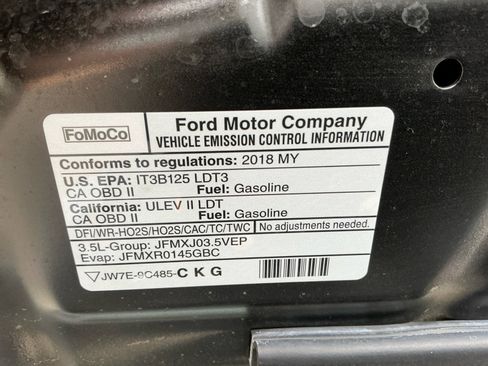 FoMoCo
Ford Motor Company
VEHICLE EMISSION CONTROL INFORMATION
Conforms to regulations: 2018 MY
U.S. EPA: IT3B125 LDT3
CA OBD II Fuel: Gasoline
California: ULEV II LDT
CA OBD II Fuel: Gasoline
DFI/WR-HO2S/HO2S/CAC/TC/TWC No adjustments needed.
3.5L-Group: JFMXJ03.5VEP
Evap: JFMXR0145GBC
JW7E-9C485-CKG